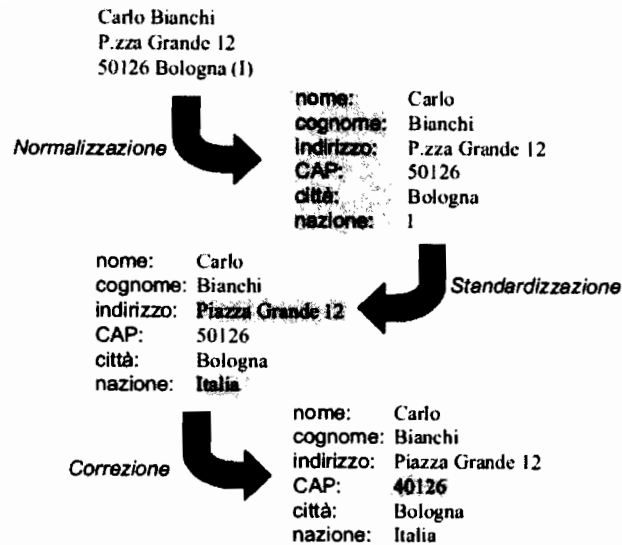 Carlo Bianchi
P.zza Grande 12
50126 Bologna (I)
Normalizzazione
nome: Carlo
cognome: Bianchi
indirizzo: P.zza Grande 12
CAP: 50126
città: Bologna
nazione: I
Standardizzazione
nome: Carlo
cognome: Bianchi
indirizzo: Piazza Grande 12
CAP: 50126
città: Bologna
nazione: Italia
Correzione
nome: Carlo
cognome: Bianchi
indirizzo: Piazza Grande 12
CAP: 40126
città: Bologna
nazione: Italia